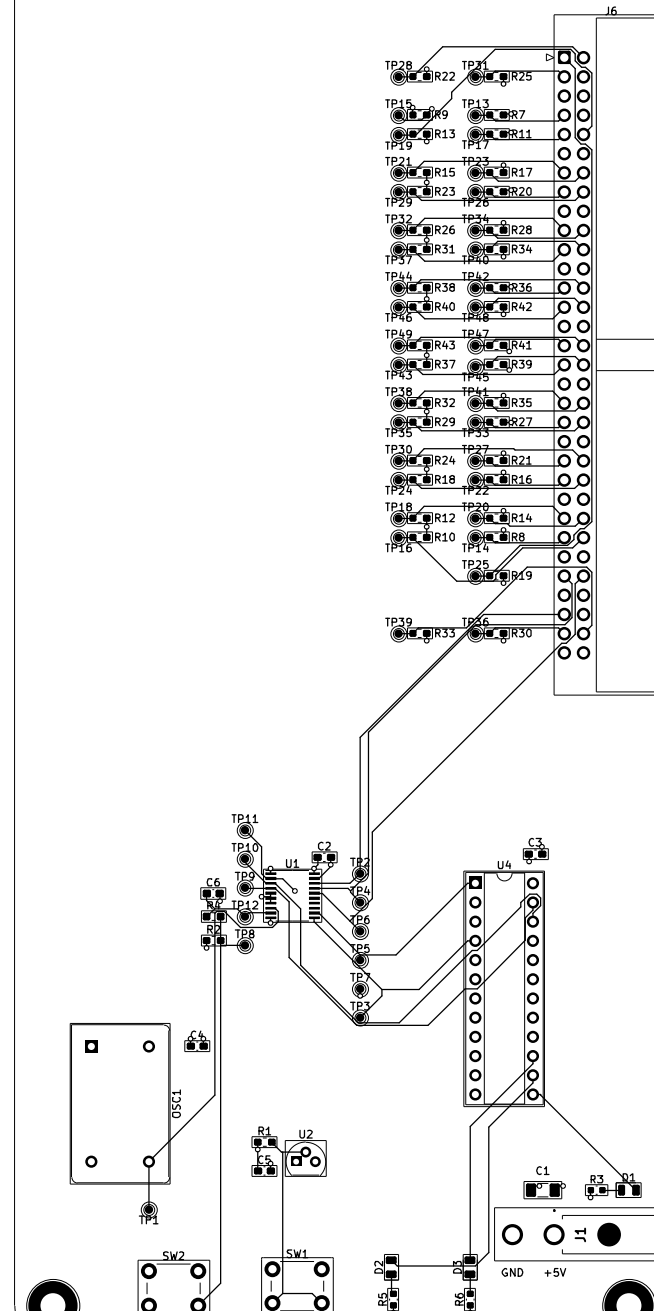 J6
TP28 TP31
R22 R25
TP15 TP13
R9 R7
R13 R11
TP19 TP17
TP21 TP23
R15 R17
R23 R20
TP29 TP26
TP32 TP34
R26 R28
R31 R34
TP37 TP40
TP44 TP42
R38 R36
R40 R42
TP46 TP48
TP49 TP47
R43 R41
R37 R39
TP43 TP45
TP38 TP41
R32 R35
R29 R27
TP35 TP33
TP30 TP27
R24 R21
R18 R16
TP24 TP22
TP18 TP20
R12 R14
R10 R8
TP16 TP14
TP25
R19
TP39 TP36
R33 R30
TP11
C3
C2
TP10
U1 TP2 U4
TP9
C6
TP4
R4 TP12
TP6
R2 TP8
TP5
TP7
TP3
C4
OSC1
R1 U2
C5
C1
R3 D1
TP1
J1
SW2 SW1
D2 D3
GND +5V
R5 R6